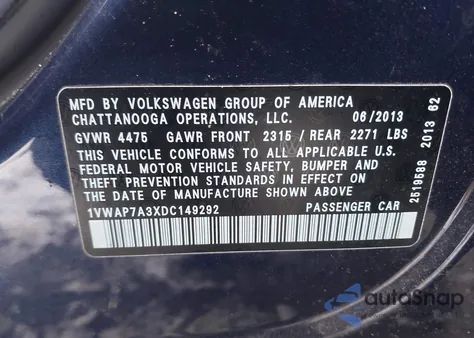 MFD BY VOLKSWAGEN GROUP OF AMERICA
CHATTANOOGA OPERATIONS, LLC. 06/2013
GVWR 4475 GAWR FRONT 2315 / REAR 2271 LBS
THIS VEHICLE CONFORMS TO ALL APPLICABLE U.S.
FEDERAL MOTOR VEHICLE SAFETY, BUMPER AND
THEFT PREVENTION STANDARDS IN EFFECT ON
THE DATE OF MANUFACTURE SHOWN ABOVE.
1VWAP7A3XDC149292 PASSENGER CAR
2519588 2013 62
autoSnap